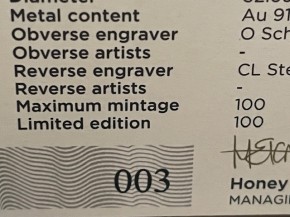 Diameter
Metal content Au 91
Obverse engraver O Sch
Obverse artists -
Reverse engraver CL Ste
Reverse artists -
Maximum mintage 100
Limited edition 100
003
Honey
MANAGI